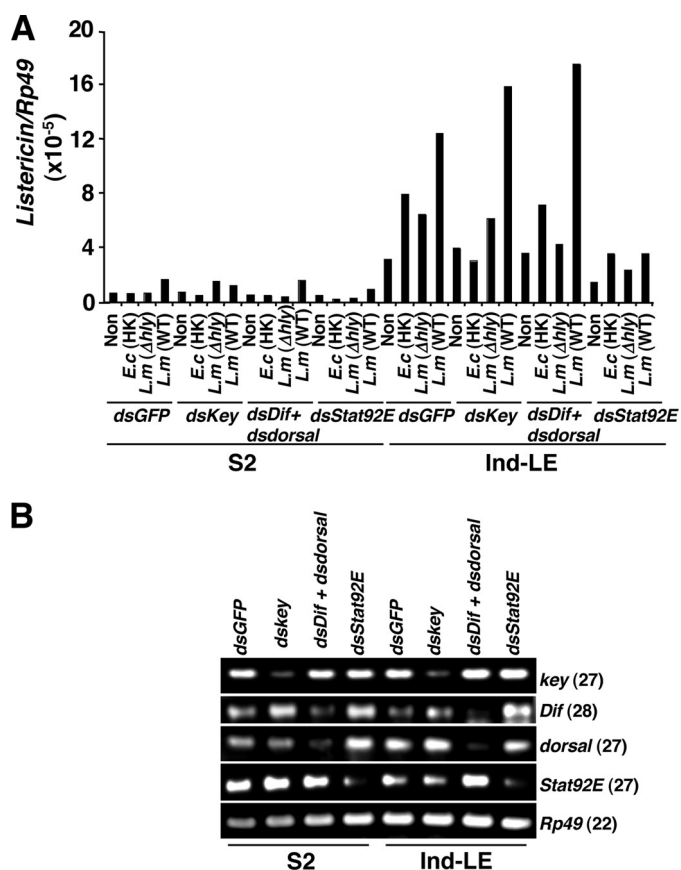 A
Listericin/Rp49
(x10-5)
20
16
12
8
4
0
Non
E.c (HK)
L.m (Δhly)
L.m (WT)
Non
E.c (HK)
L.m (Δhly)
L.m (WT)
Non
E.c (HK)
L.m (Δhly)
L.m (WT)
Non
E.c (HK)
L.m (Δhly)
L.m (WT)
Non
E.c (HK)
L.m (Δhly)
L.m (WT)
Non
E.c (HK)
L.m (Δhly)
L.m (WT)
Non
E.c (HK)
L.m (Δhly)
L.m (WT)
Non
E.c (HK)
L.m (Δhly)
L.m (WT)
dsGFP dsKey dsDif+ dsStat92E dsGFP dsKey dsDif+ dsStat92E
dsdorsal dsdorsal
S2 Ind-LE
B
dsGFP
dskey
dsDif + dsdorsal
dsStat92E
dsGFP
dskey
dsDif + dsdorsal
dsStat92E
key (27)
Dif (28)
dorsal (27)
Stat92E (27)
Rp49 (22)
S2 Ind-LE